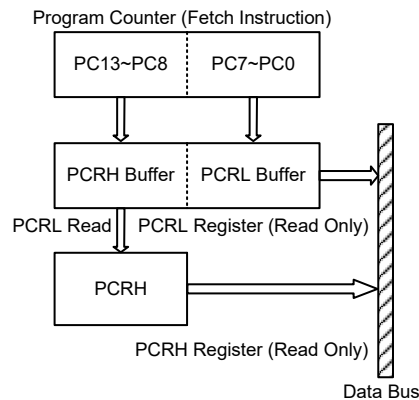 Program Counter (Fetch Instruction)
PC13~PC8 PC7~PC0
PCRH Buffer PCRL Buffer
PCRL Read PCRL Register (Read Only)
PCRH
PCRH Register (Read Only)
Data Bus